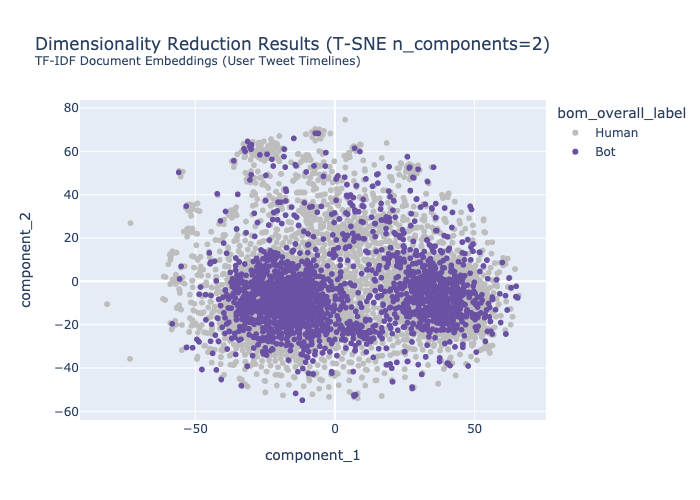 Dimensionality Reduction Results (T-SNE n_components=2)
TF-IDF Document Embeddings (User Tweet Timelines)
bom_overall_label
Human
Bot
component_2
80
60
40
20
0
−20
−40
−60
−50
0
50
component_1